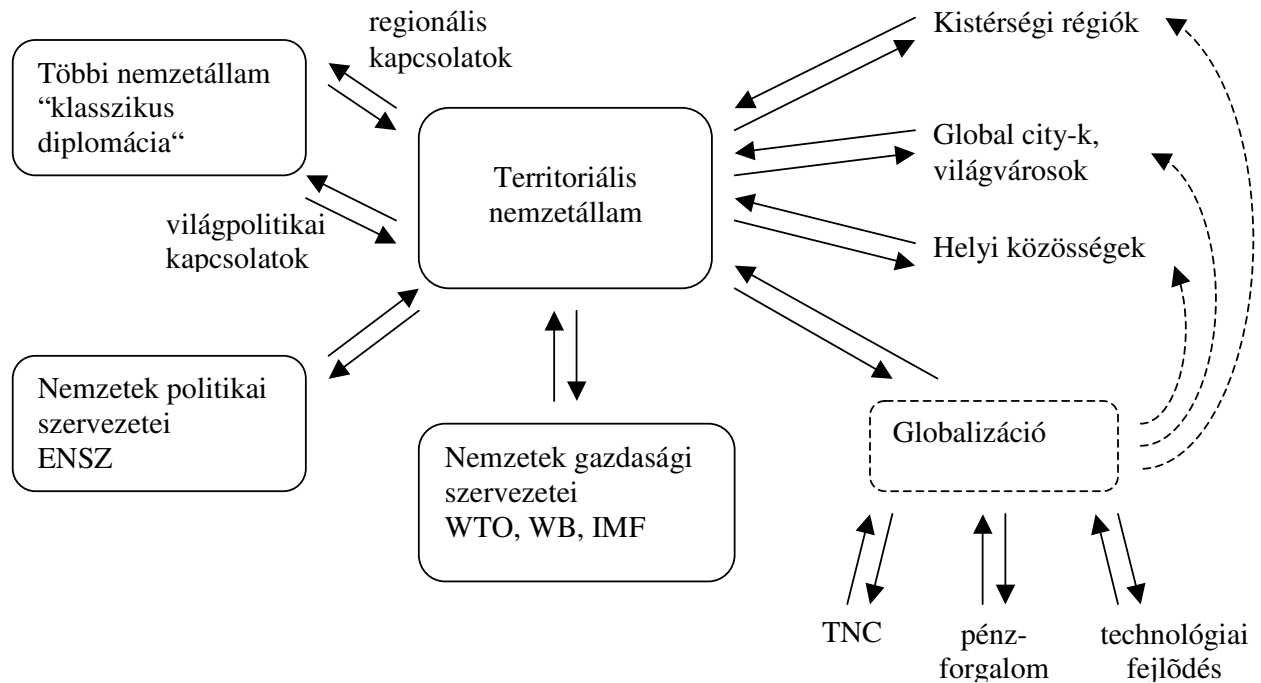 regionális
kapcsolatok
Többi nemzetállam
“klasszikus
diplomácia“
világpolitikai
kapcsolatok
Territoriális
nemzetállam
Kistérségi régiók
Global city-k,
világvárosok
Helyi közösségek
Nemzetek politikai
szervezetei
ENSZ
Nemzetek gazdasági
szervezetei
WTO, WB, IMF
Globalizáció
TNC
pénz-
forgalom
technológiai
fejlõdés